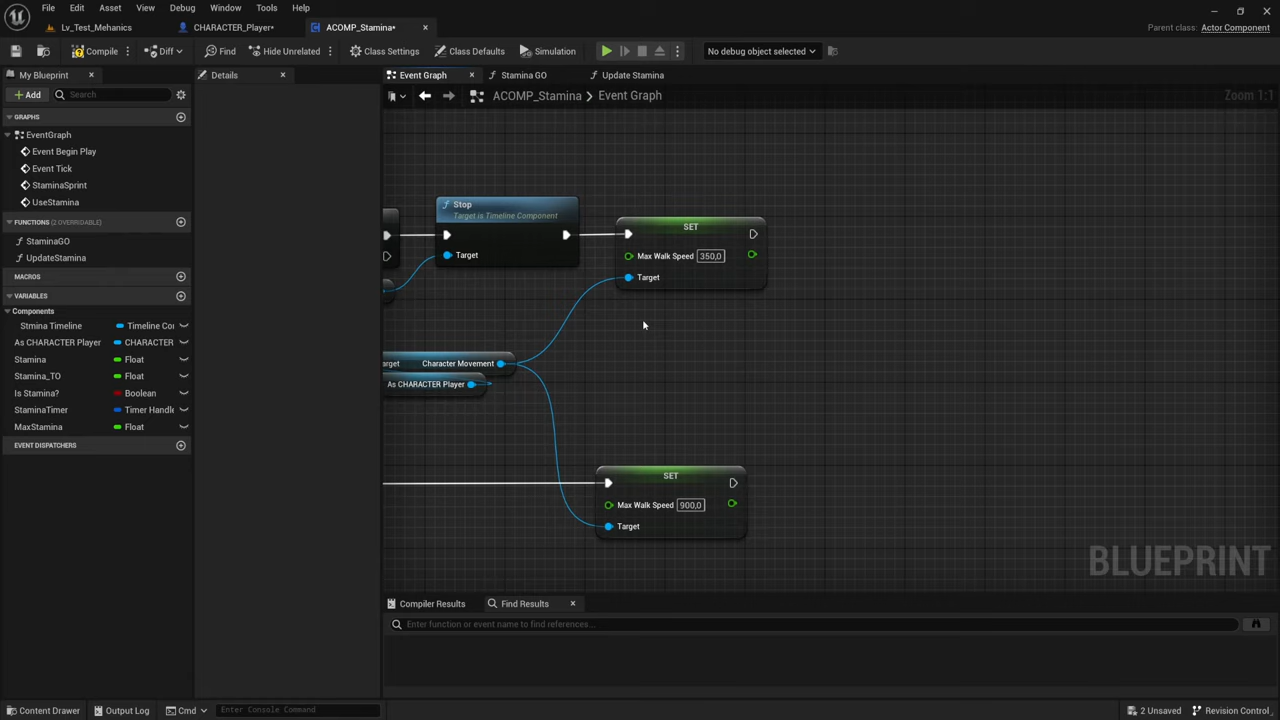 File Edit Asset View Debug Window Tools Help
Lv_Test_Mehanics CHARACTER_Player* ACOMP_Stamina* Parent class: Actor Component
Compile Diff Find Hide Unrelated Class Settings Class Defaults Simulation No debug object selected
My Blueprint Details Event Graph Stamina GO Update Stamina
Add Search ACOMP_Stamina > Event Graph Zoom 1:1
GRAPHS
EventGraph
Event Begin Play
Event Tick
StaminaSprint
UseStamina
FUNCTIONS (2 OVERRIDABLE)
StaminaGO
UpdateStamina
MACROS
VARIABLES
Components
Stmina Timeline Timeline Co
As CHARACTER Player CHARACTER
Stamina Float
Stamina_TO Float
Is Stamina? Boolean
StaminaTimer Timer Handle
MaxStamina Float
EVENT DISPATCHERS
Stop
Target is Timeline Component
Target
SET
Max Walk Speed 350,0
Target
arget Character Movement
As CHARACTER Player
SET
Max Walk Speed 900,0
Target
BLUEPRINT
Compiler Results Find Results
Enter function or event name to find references...
Content Drawer Output Log Cmd Enter Console Command 2 Unsaved Revision Control